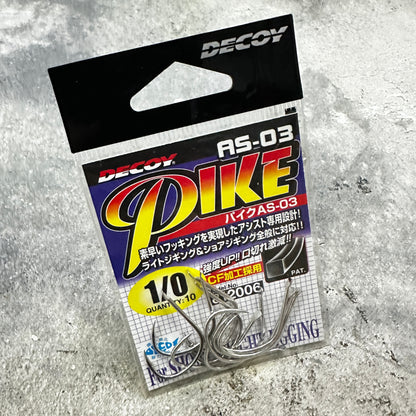 DECOY
AS-03
DECOY
PIKE
パイクAS-03
素早いフッキングを実現したアシスト専用設計!
ライトジギング&ショアジギング全般に対応!!
強度UP!! 口切れ激減!!
CF加工採用
PAT.
1/0
QUANTITY: 10
2006
For SHO
GING